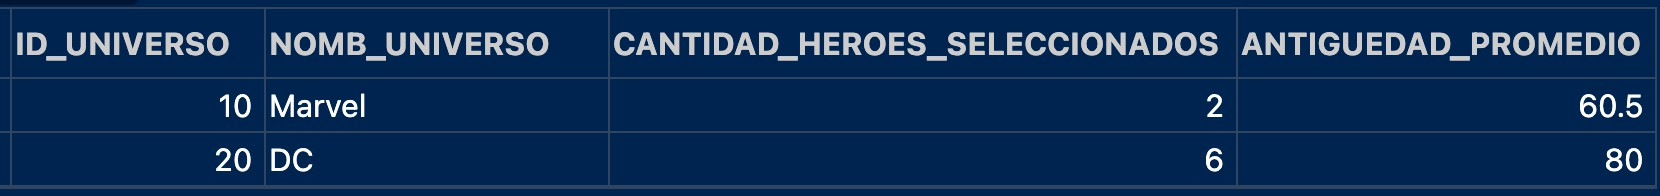 ID_UNIVERSO NOMB_UNIVERSO CANTIDAD_HEROES_SELECCIONADOS ANTIGUEDAD_PROMEDIO
10 Marvel 2 60.5
20 DC 6 80